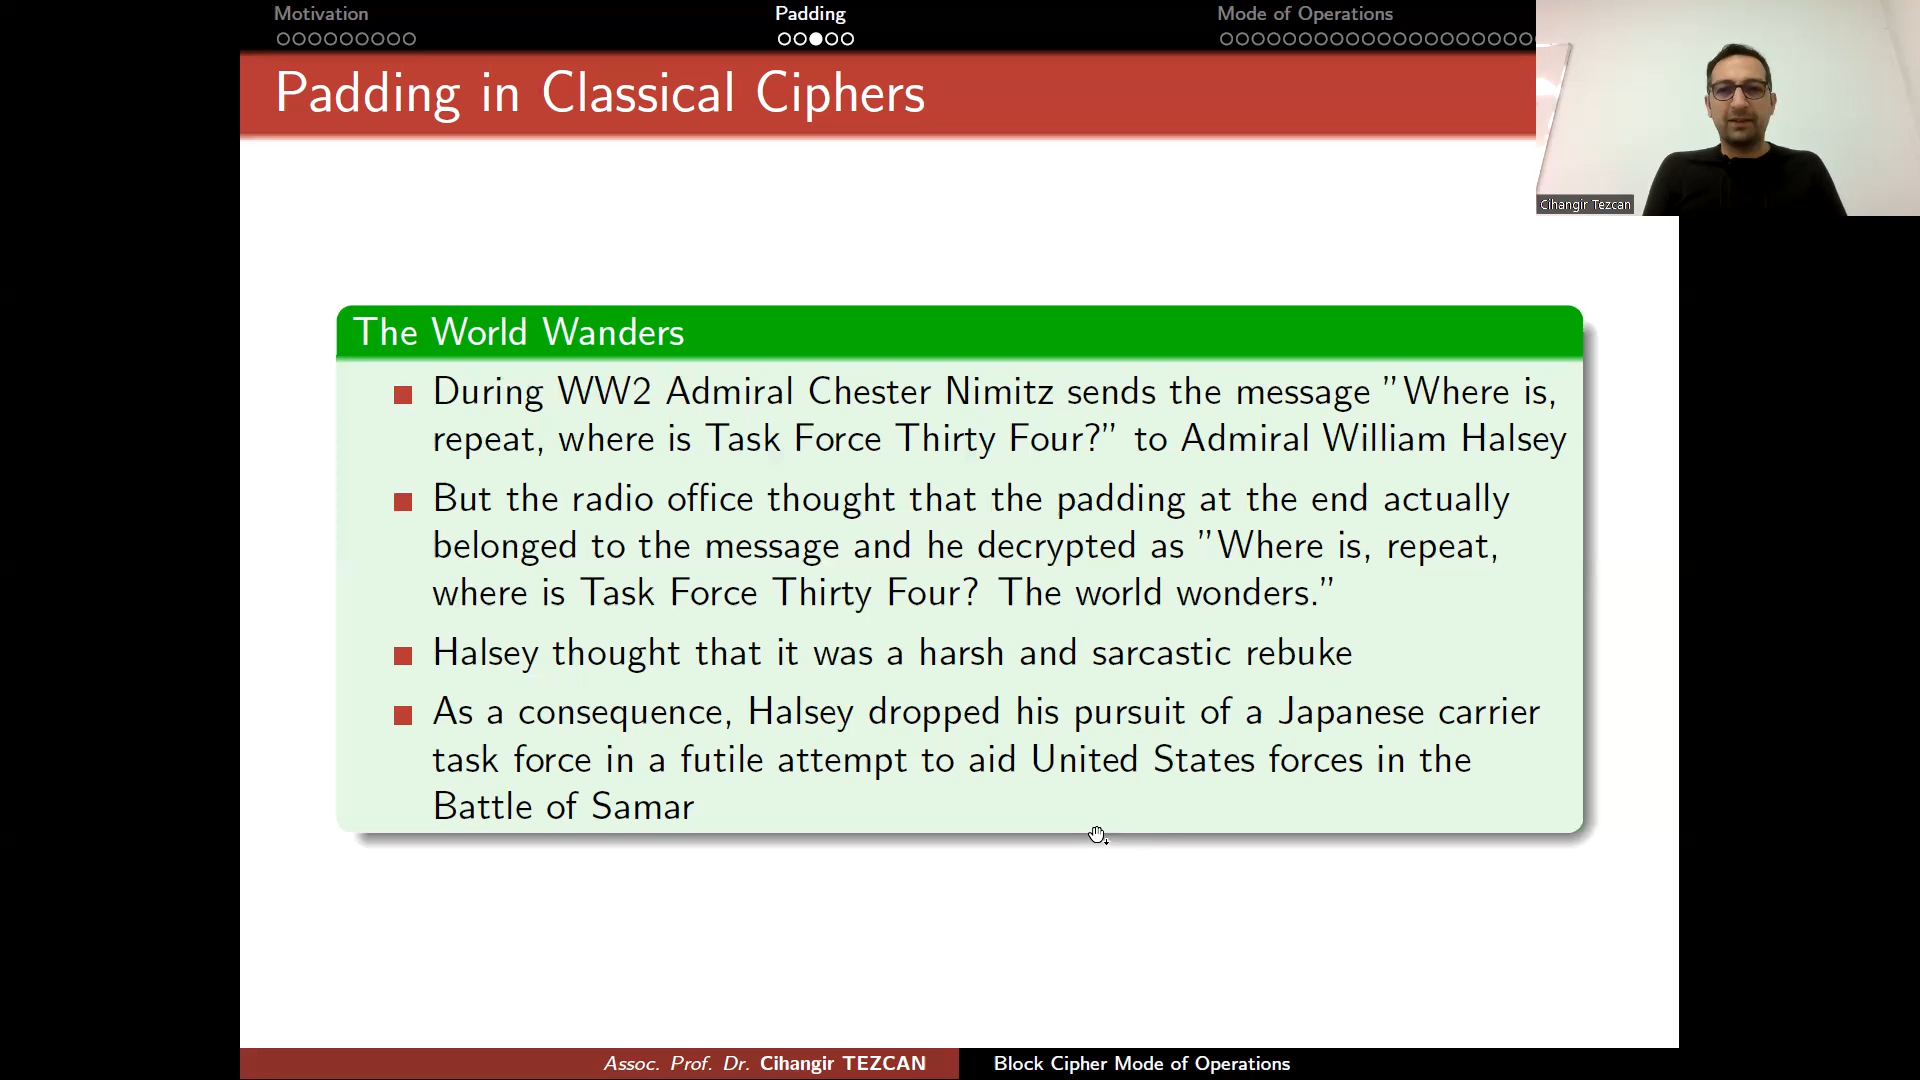 Motivation
Padding
Mode of Operations
Padding in Classical Ciphers
Cihangir Tezcan
The World Wanders
During WW2 Admiral Chester Nimitz sends the message ”Where is,
repeat, where is Task Force Thirty Four?” to Admiral William Halsey
But the radio office thought that the padding at the end actually
belonged to the message and he decrypted as ”Where is, repeat,
where is Task Force Thirty Four? The world wonders.”
Halsey thought that it was a harsh and sarcastic rebuke
As a consequence, Halsey dropped his pursuit of a Japanese carrier
task force in a futile attempt to aid United States forces in the
Battle of Samar
Assoc. Prof. Dr. Cihangir TEZCAN
Block Cipher Mode of Operations